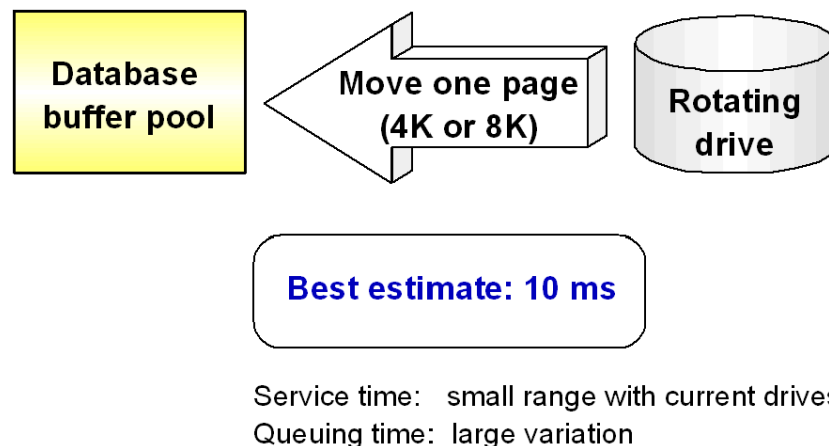 Database
buffer pool
Move one page
(4K or 8K)
Rotating
drive
Best estimate: 10 ms
Service time: small range with current drives
Queuing time: large variation